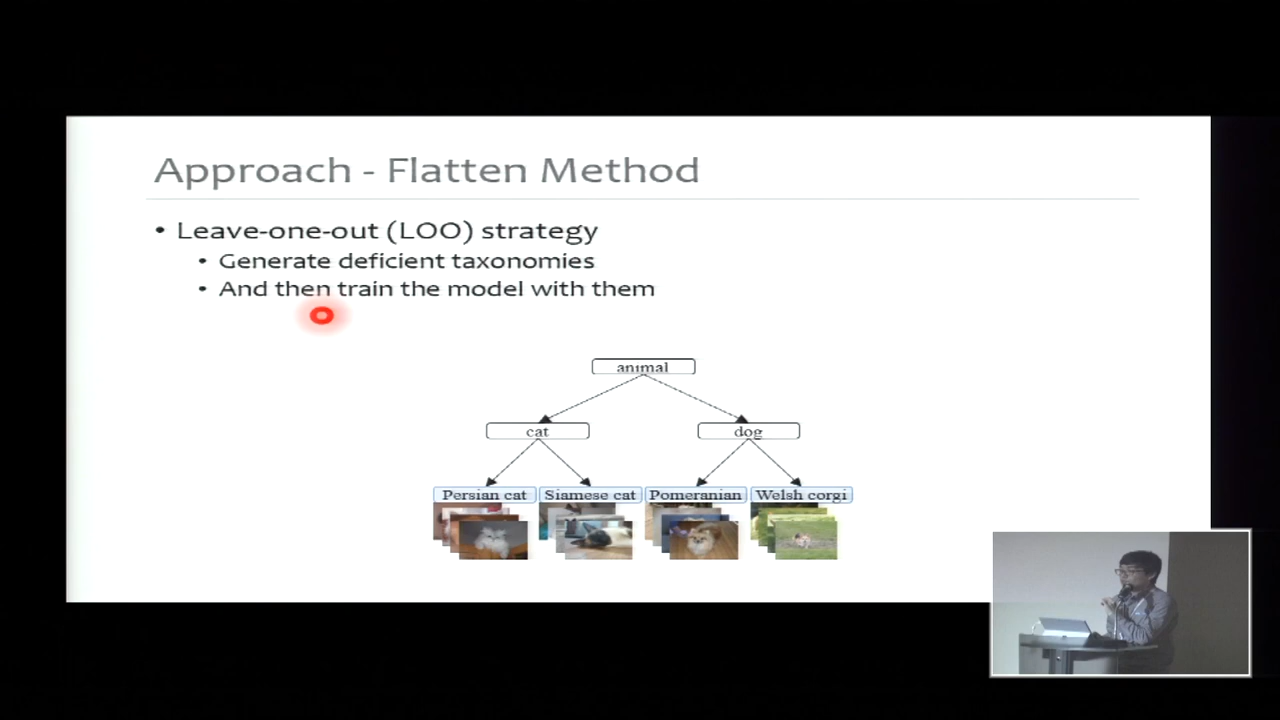 Approach - Flatten Method
• Leave-one-out (LOO) strategy
• Generate deficient taxonomies
• And then train the model with them
animal
cat dog
Persian cat Siamese cat Pomeranian Welsh corgi